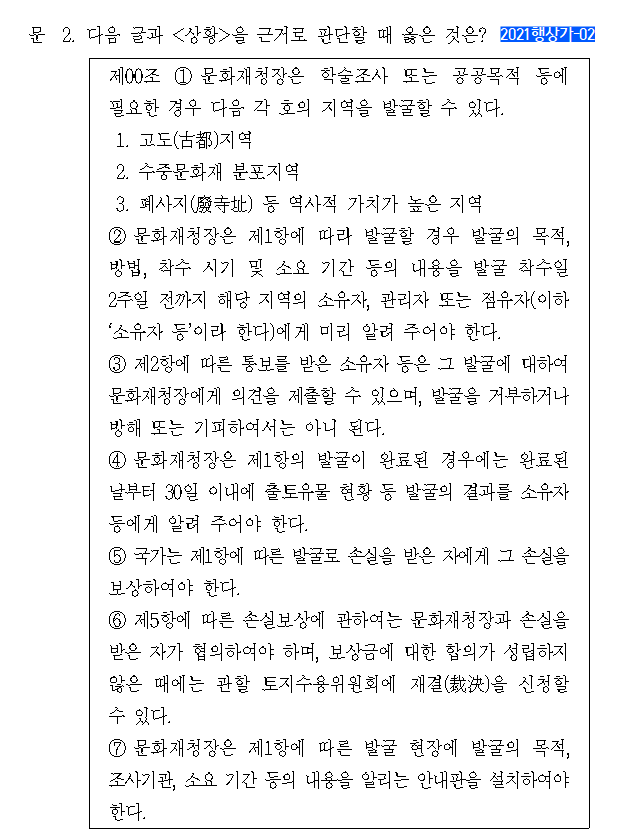 문 2. 다음 글과 <상황>을 근거로 판단할 때 옳은 것은? 2021행상가-02
제00조 ① 문화재청장은 학술조사 또는 공공목적 등에
필요한 경우 다음 각 호의 지역을 발굴할 수 있다.
1. 고도(古都)지역
2. 수중문화재 분포지역
3. 폐사지(廢寺址) 등 역사적 가치가 높은 지역
② 문화재청장은 제1항에 따라 발굴할 경우 발굴의 목적,
방법, 착수 시기 및 소요 기간 등의 내용을 발굴 착수일
2주일 전까지 해당 지역의 소유자, 관리자 또는 점유자(이하
‘소유자 등’이라 한다)에게 미리 알려 주어야 한다.
③ 제2항에 따른 통보를 받은 소유자 등은 그 발굴에 대하여
문화재청장에게 의견을 제출할 수 있으며, 발굴을 거부하거나
방해 또는 기피하여서는 아니 된다.
④ 문화재청장은 제1항의 발굴이 완료된 경우에는 완료된
날부터 30일 이내에 출토유물 현황 등 발굴의 결과를 소유자
등에게 알려 주어야 한다.
⑤ 국가는 제1항에 따른 발굴로 손실을 받은 자에게 그 손실을
보상하여야 한다.
⑥ 제5항에 따른 손실보상에 관하여는 문화재청장과 손실을
받은 자가 협의하여야 하며, 보상금에 대한 합의가 성립하지
않은 때에는 관할 토지수용위원회에 재결(裁決)을 신청할
수 있다.
⑦ 문화재청장은 제1항에 따른 발굴 현장에 발굴의 목적,
조사기관, 소요 기간 등의 내용을 알리는 안내판을 설치하여야
한다.